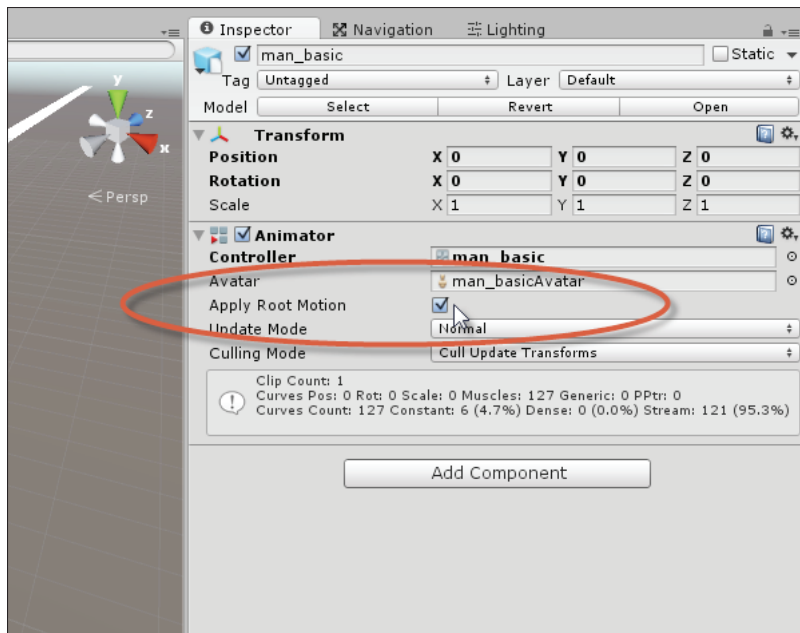 Inspector Navigation Lighting
man_basic Static
Tag Untagged Layer Default
Model Select Revert Open
Transform
Position X 0 Y 0 Z 0
Rotation X 0 Y 0 Z 0
Scale X 1 Y 1 Z 1
Animator
Controller man_basic
Avatar man_basicAvatar
Apply Root Motion
Update Mode Normal
Culling Mode Cull Update Transforms
Clip Count: 1
Curves Pos: 0 Rot: 0 Scale: 0 Muscles: 127 Generic: 0 PPtr: 0
Curves Count: 127 Constant: 6 (4.7%) Dense: 0 (0.0%) Stream: 121 (95.3%)
Add Component
y
z
x
Persp